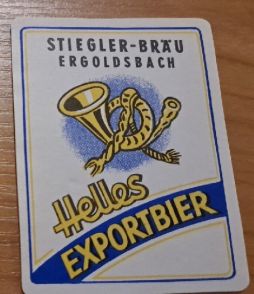 STIEGLER-BRÄU
ERGOLDSBACH
Helles
EXPORTBIER